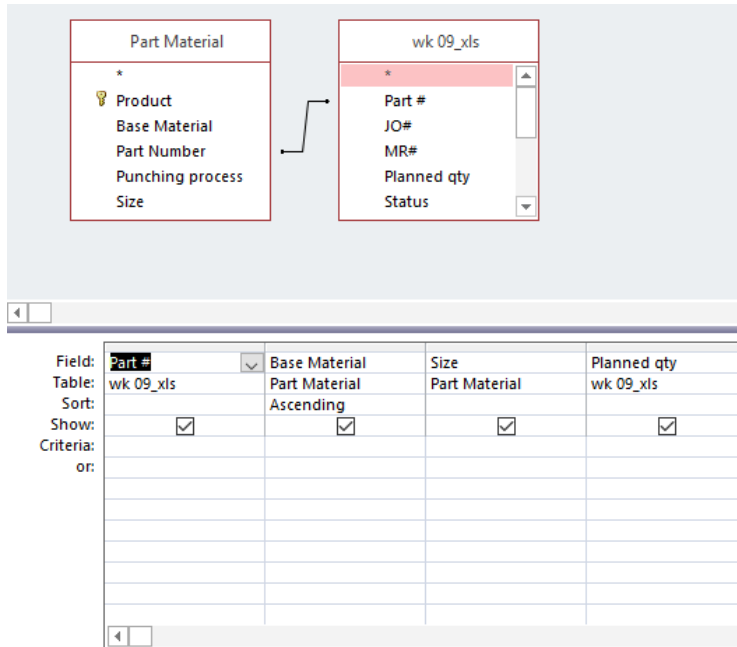 Part Material
*
Product
Base Material
Part Number
Punching process
Size
wk 09_xls
*
Part #
JO#
MR#
Planned qty
Status
Field: Part # Base Material Size Planned qty
Table: wk 09_xls Part Material Part Material wk 09_xls
Sort: Ascending
Show:
Criteria:
or: